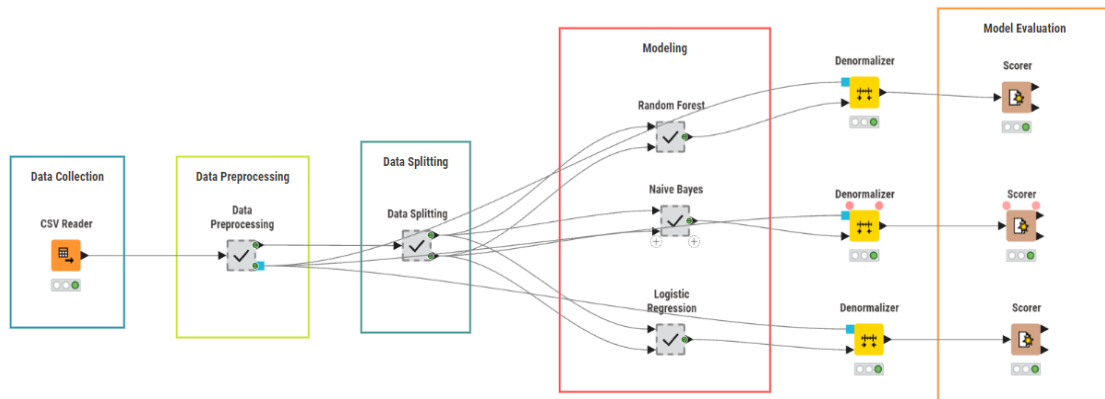 Data Collection
CSV Reader
Data Preprocessing
Data
Preprocessing
Data Splitting
Data Splitting
Modeling
Random Forest
Naive Bayes
Logistic
Regression
Denormalizer
Denormalizer
Denormalizer
Model Evaluation
Scorer
Scorer
Scorer